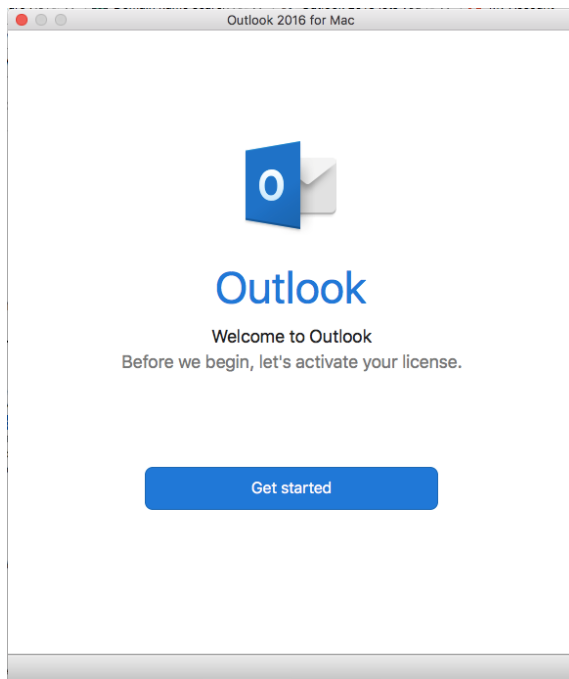 Outlook 2016 for Mac
O
Outlook
Welcome to Outlook
Before we begin, let's activate your license.
Get started